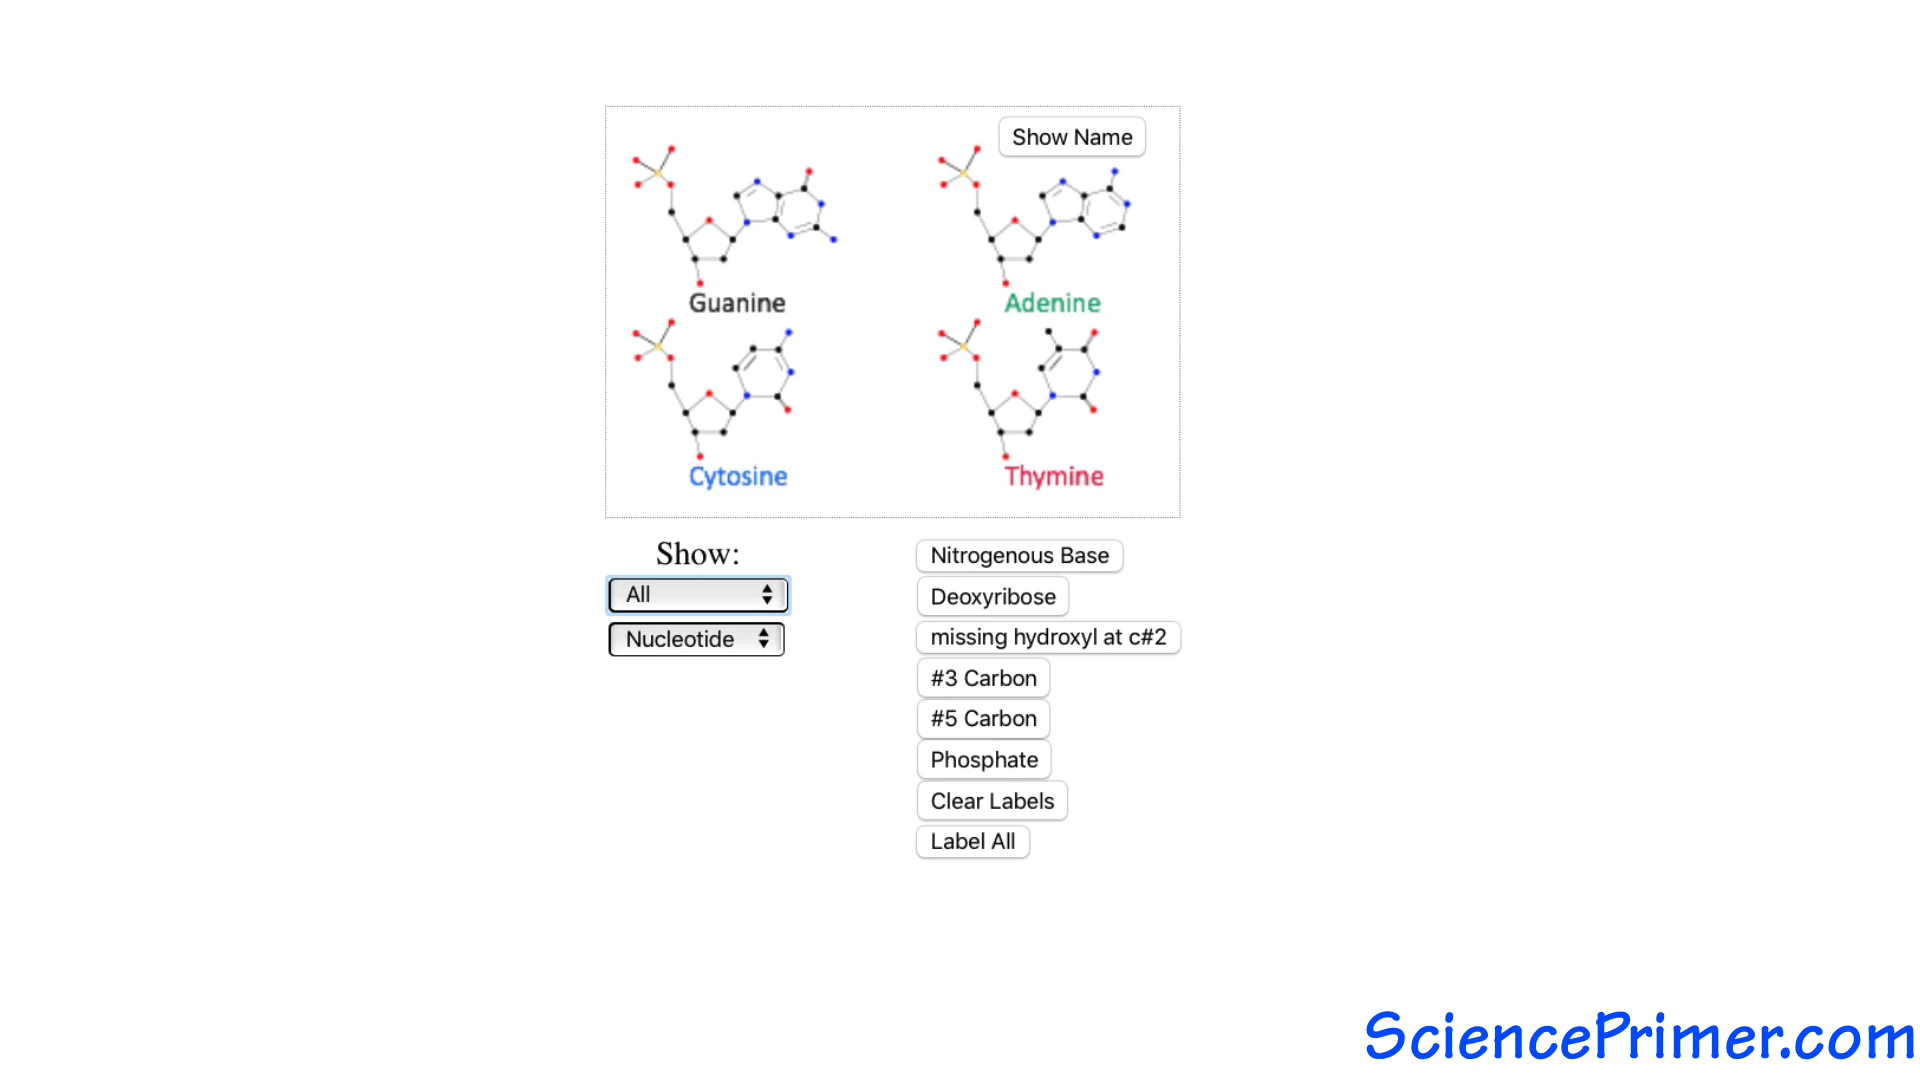 Show Name
Guanine
Adenine
Cytosine
Thymine
Show:
All
Nucleotide
Nitrogenous Base
Deoxyribose
missing hydroxyl at c#2
#3 Carbon
#5 Carbon
Phosphate
Clear Labels
Label All
SciencePrimer.com